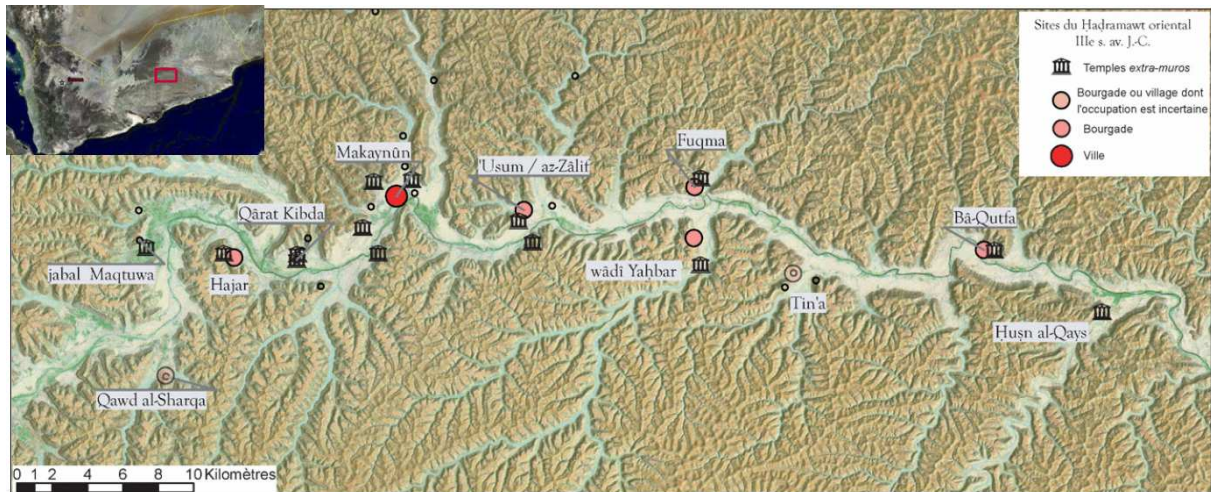 Sites du Ḥaḍramawt oriental
IIIe s. av. J.-C.
Temples extra-muros
Bourgade ou village dont
l'occupation est incertaine
Bourgade
Ville
Fuqma
Makaynûn
'Usum / az-Zâlif
Qârat Kibda
Bâ-Qutfa
jabal Maqtuwa
Hajar
wâdî Yaḥbar
Tin'a
Ḥuṣn al-Qays
Qawd al-Sharqa
0 1 2 4 6 8 10 Kilomètres